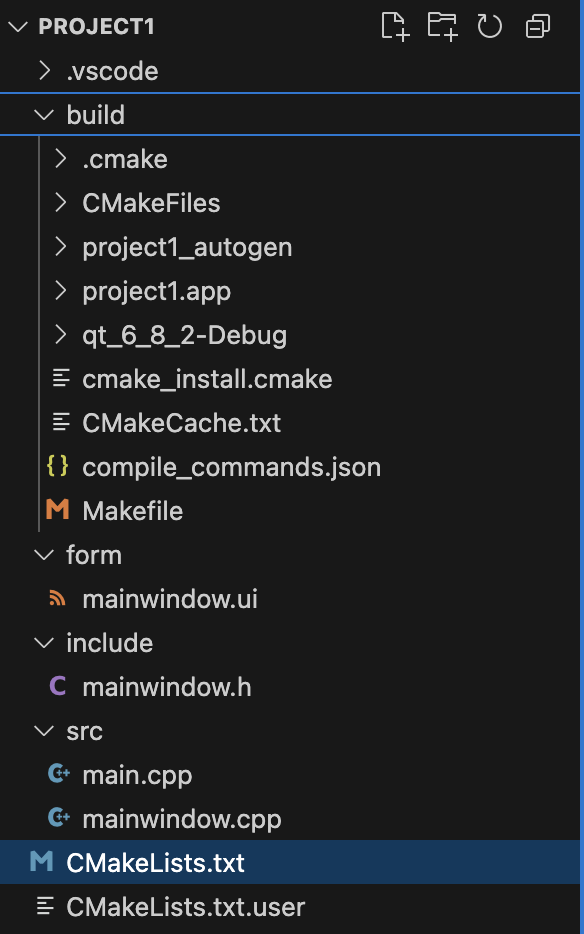 PROJECT1
.vscode
build
.cmake
CMakeFiles
project1_autogen
project1.app
qt_6_8_2-Debug
cmake_install.cmake
CMakeCache.txt
{} compile_commands.json
M Makefile
form
mainwindow.ui
include
C mainwindow.h
src
C++ main.cpp
C++ mainwindow.cpp
M CMakeLists.txt
CMakeLists.txt.user